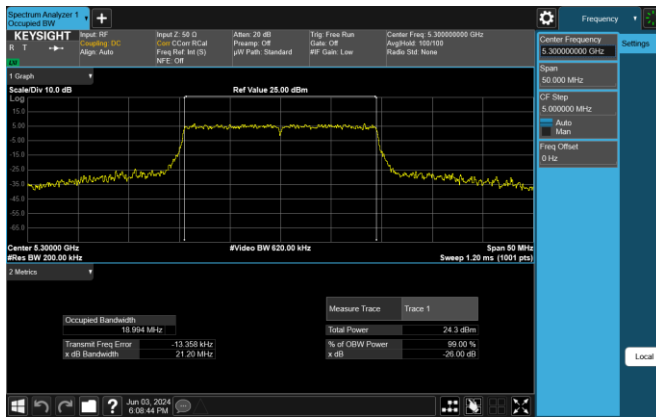 Spectrum Analyzer 1
Occupied BW
+
Frequency
KEYSIGHT
R T
LXI
Input: RF
Coupling: DC
Align: Auto
Input Z: 50 Ω
Corr CCorr RCal
Freq Ref: Int (S)
NFE: Off
Atten: 20 dB
Preamp: Off
µW Path: Standard
Trig: Free Run
Gate: Off
#IF Gain: Low
Center Freq: 5.300000000 GHz
Avg|Hold: 100/100
Radio Std: None
Center Frequency
5.300000000 GHz
Settings
Span
50.000 MHz
CF Step
5.000000 MHz
Auto
Man
Freq Offset
0 Hz
1 Graph
Scale/Div 10.0 dB
Ref Value 25.00 dBm
Log
15.0
5.00
-5.00
-15.0
-25.0
-35.0
-45.0
-55.0
-65.0
Center 5.30000 GHz
#Video BW 620.00 kHz
Span 50 MHz
#Res BW 200.00 kHz
Sweep 1.20 ms (1001 pts)
2 Metrics
Measure Trace
Trace 1
Occupied Bandwidth
18.994 MHz
Total Power
24.3 dBm
Transmit Freq Error
-13.358 kHz
% of OBW Power
99.00 %
x dB Bandwidth
21.20 MHz
x dB
-26.00 dB
Local
?
Jun 03, 2024
6:08:44 PM